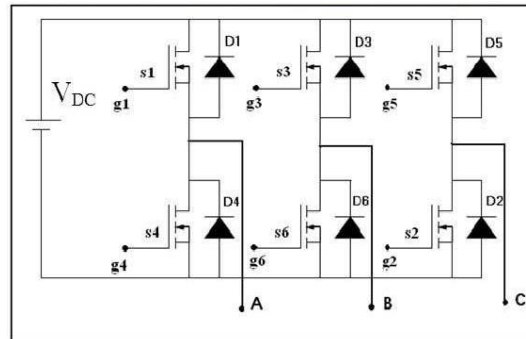 D1 D3 D5
s1 s3 s5
V_DC g1 g3 g5
D4 D6 D2
s4 s6 s2
g4 g6 g2
A B C